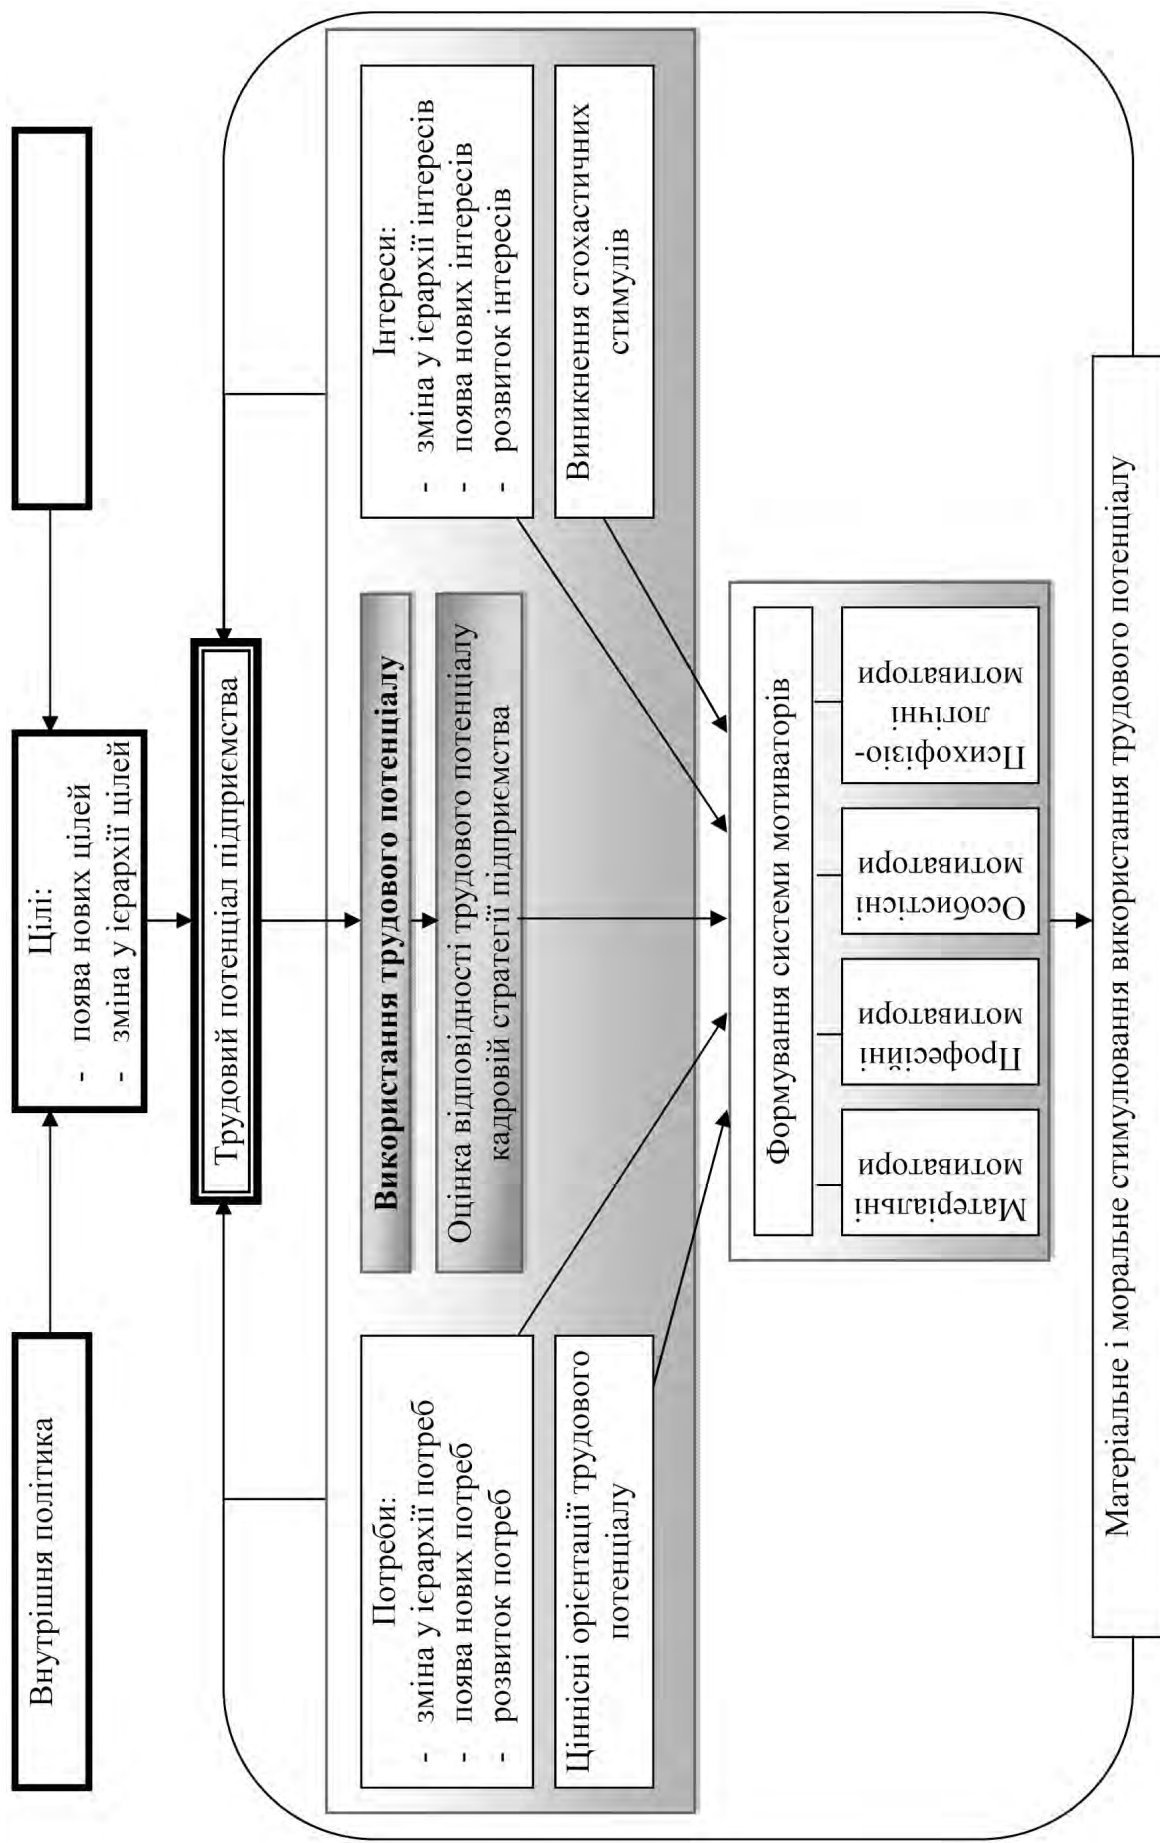 Внутрішня політика
Цілі:
- поява нових цілей
- зміна у ієрархії цілей
Трудовий потенціал підприємства
Потреби:
- зміна у ієрархії потреб
- поява нових потреб
- розвиток потреб
Ціннісні орієнтації трудового
потенціалу
Використання трудового потенціалу
Оцінка відповідності трудового потенціалу
кадровій стратегії підприємства
Інтереси:
- зміна у ієрархії інтересів
- поява нових інтересів
- розвиток інтересів
Виникнення стохастичних
стимулів
Формування системи мотиваторів
Матеріальні
мотиватори
Професійні
мотиватори
Особистісні
мотиватори
Психофізіо-
логічні
мотиватори
Матеріальне і моральне стимулювання використання трудового потенціалу